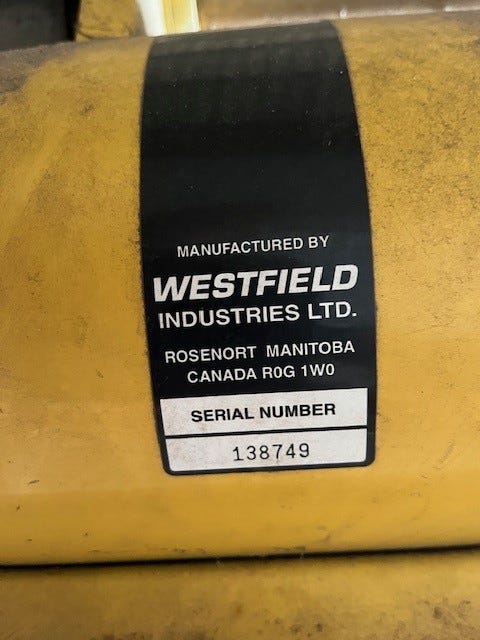 MANUFACTURED BY
WESTFIELD
INDUSTRIES LTD.
ROSENORT MANITOBA
CANADA R0G 1W0
SERIAL NUMBER
138749